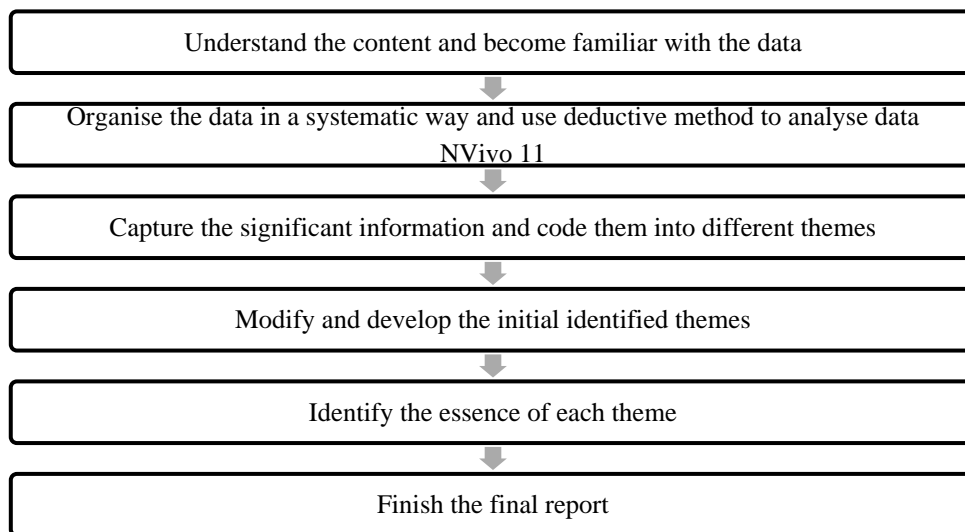 Understand the content and become familiar with the data
Organise the data in a systematic way and use deductive method to analyse data
NVivo 11
Capture the significant information and code them into different themes
Modify and develop the initial identified themes
Identify the essence of each theme
Finish the final report